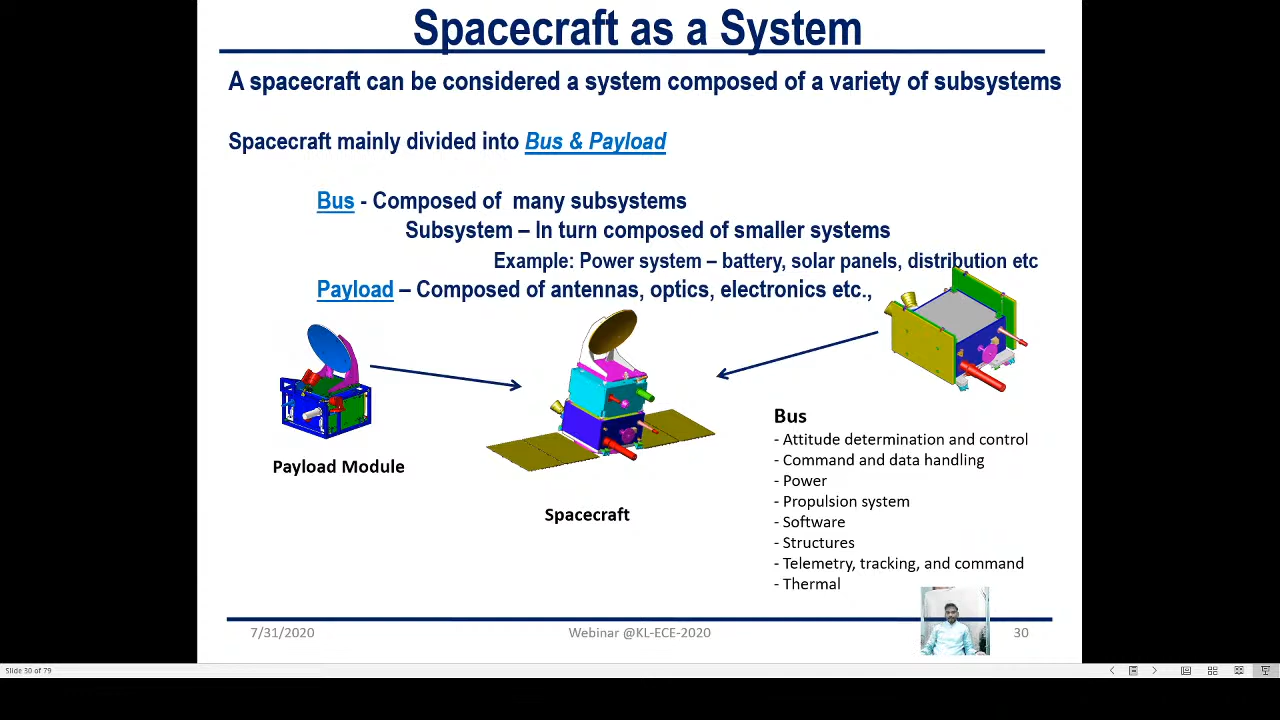 Spacecraft as a System
A spacecraft can be considered a system composed of a variety of subsystems
Spacecraft mainly divided into Bus & Payload
Bus - Composed of many subsystems
Subsystem – In turn composed of smaller systems
Example: Power system – battery, solar panels, distribution etc
Payload – Composed of antennas, optics, electronics etc.,
Payload Module
Spacecraft
Bus
- Attitude determination and control
- Command and data handling
- Power
- Propulsion system
- Software
- Structures
- Telemetry, tracking, and command
- Thermal
7/31/2020
Webinar @KL-ECE-2020
30
Slide 30 of 79